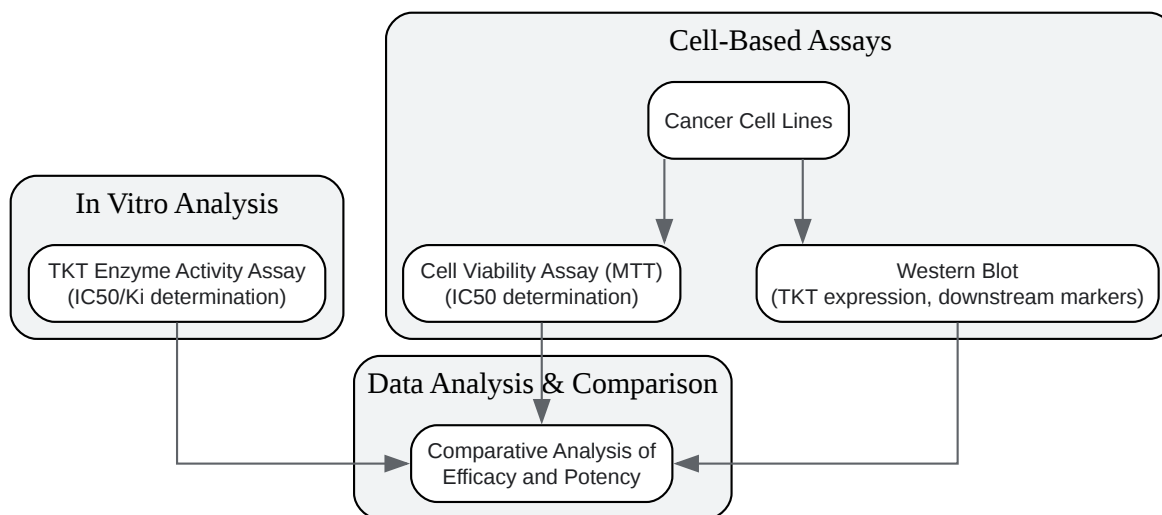 Cell-Based Assays
Cancer Cell Lines
In Vitro Analysis
TKT Enzyme Activity Assay
(IC50/Ki determination)
Cell Viability Assay (MTT)
(IC50 determination)
Western Blot
(TKT expression, downstream markers)
Data Analysis & Comparison
Comparative Analysis of
Efficacy and Potency